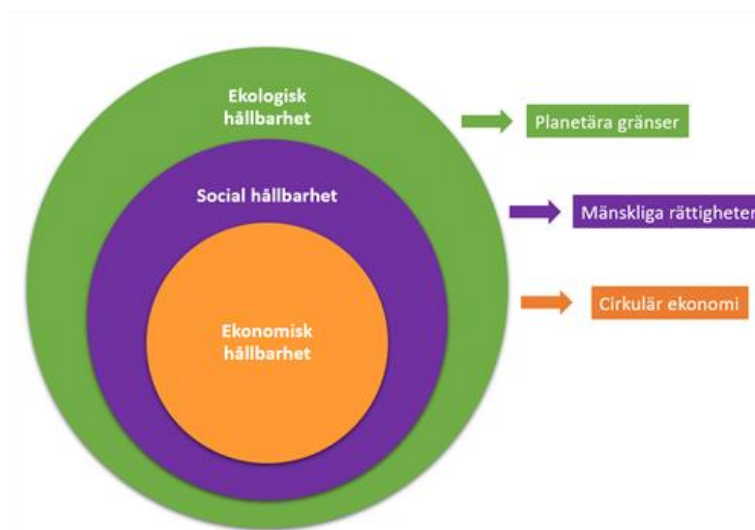 Ekologisk
hållbarhet
Planetära gränser
Social hållbarhet
Mänskliga rättigheter
Ekonomisk
hållbarhet
Cirkulär ekonomi